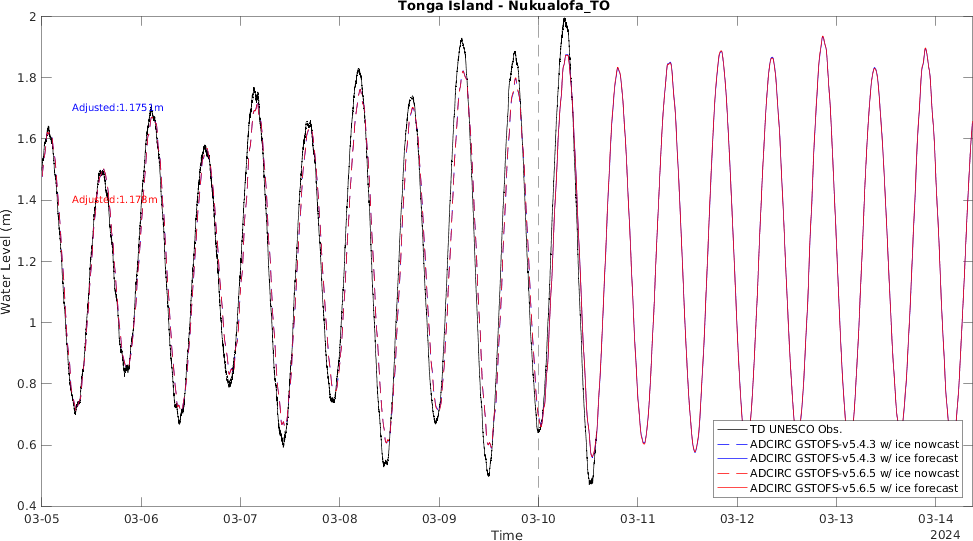 Tonga Island - Nukualofa_TO
2
1.8
1.6
1.4
1.2
1
0.8
0.6
0.4
Water Level (m)
Adjusted:1.1751m
Adjusted:1.178m
TD UNESCO Obs.
ADCIRC GSTOFS-v5.4.3 w/ ice nowcast
ADCIRC GSTOFS-v5.4.3 w/ ice forecast
ADCIRC GSTOFS-v5.6.5 w/ ice nowcast
ADCIRC GSTOFS-v5.6.5 w/ ice forecast
03-05 03-06 03-07 03-08 03-09 03-10 03-11 03-12 03-13 03-14
2024
Time